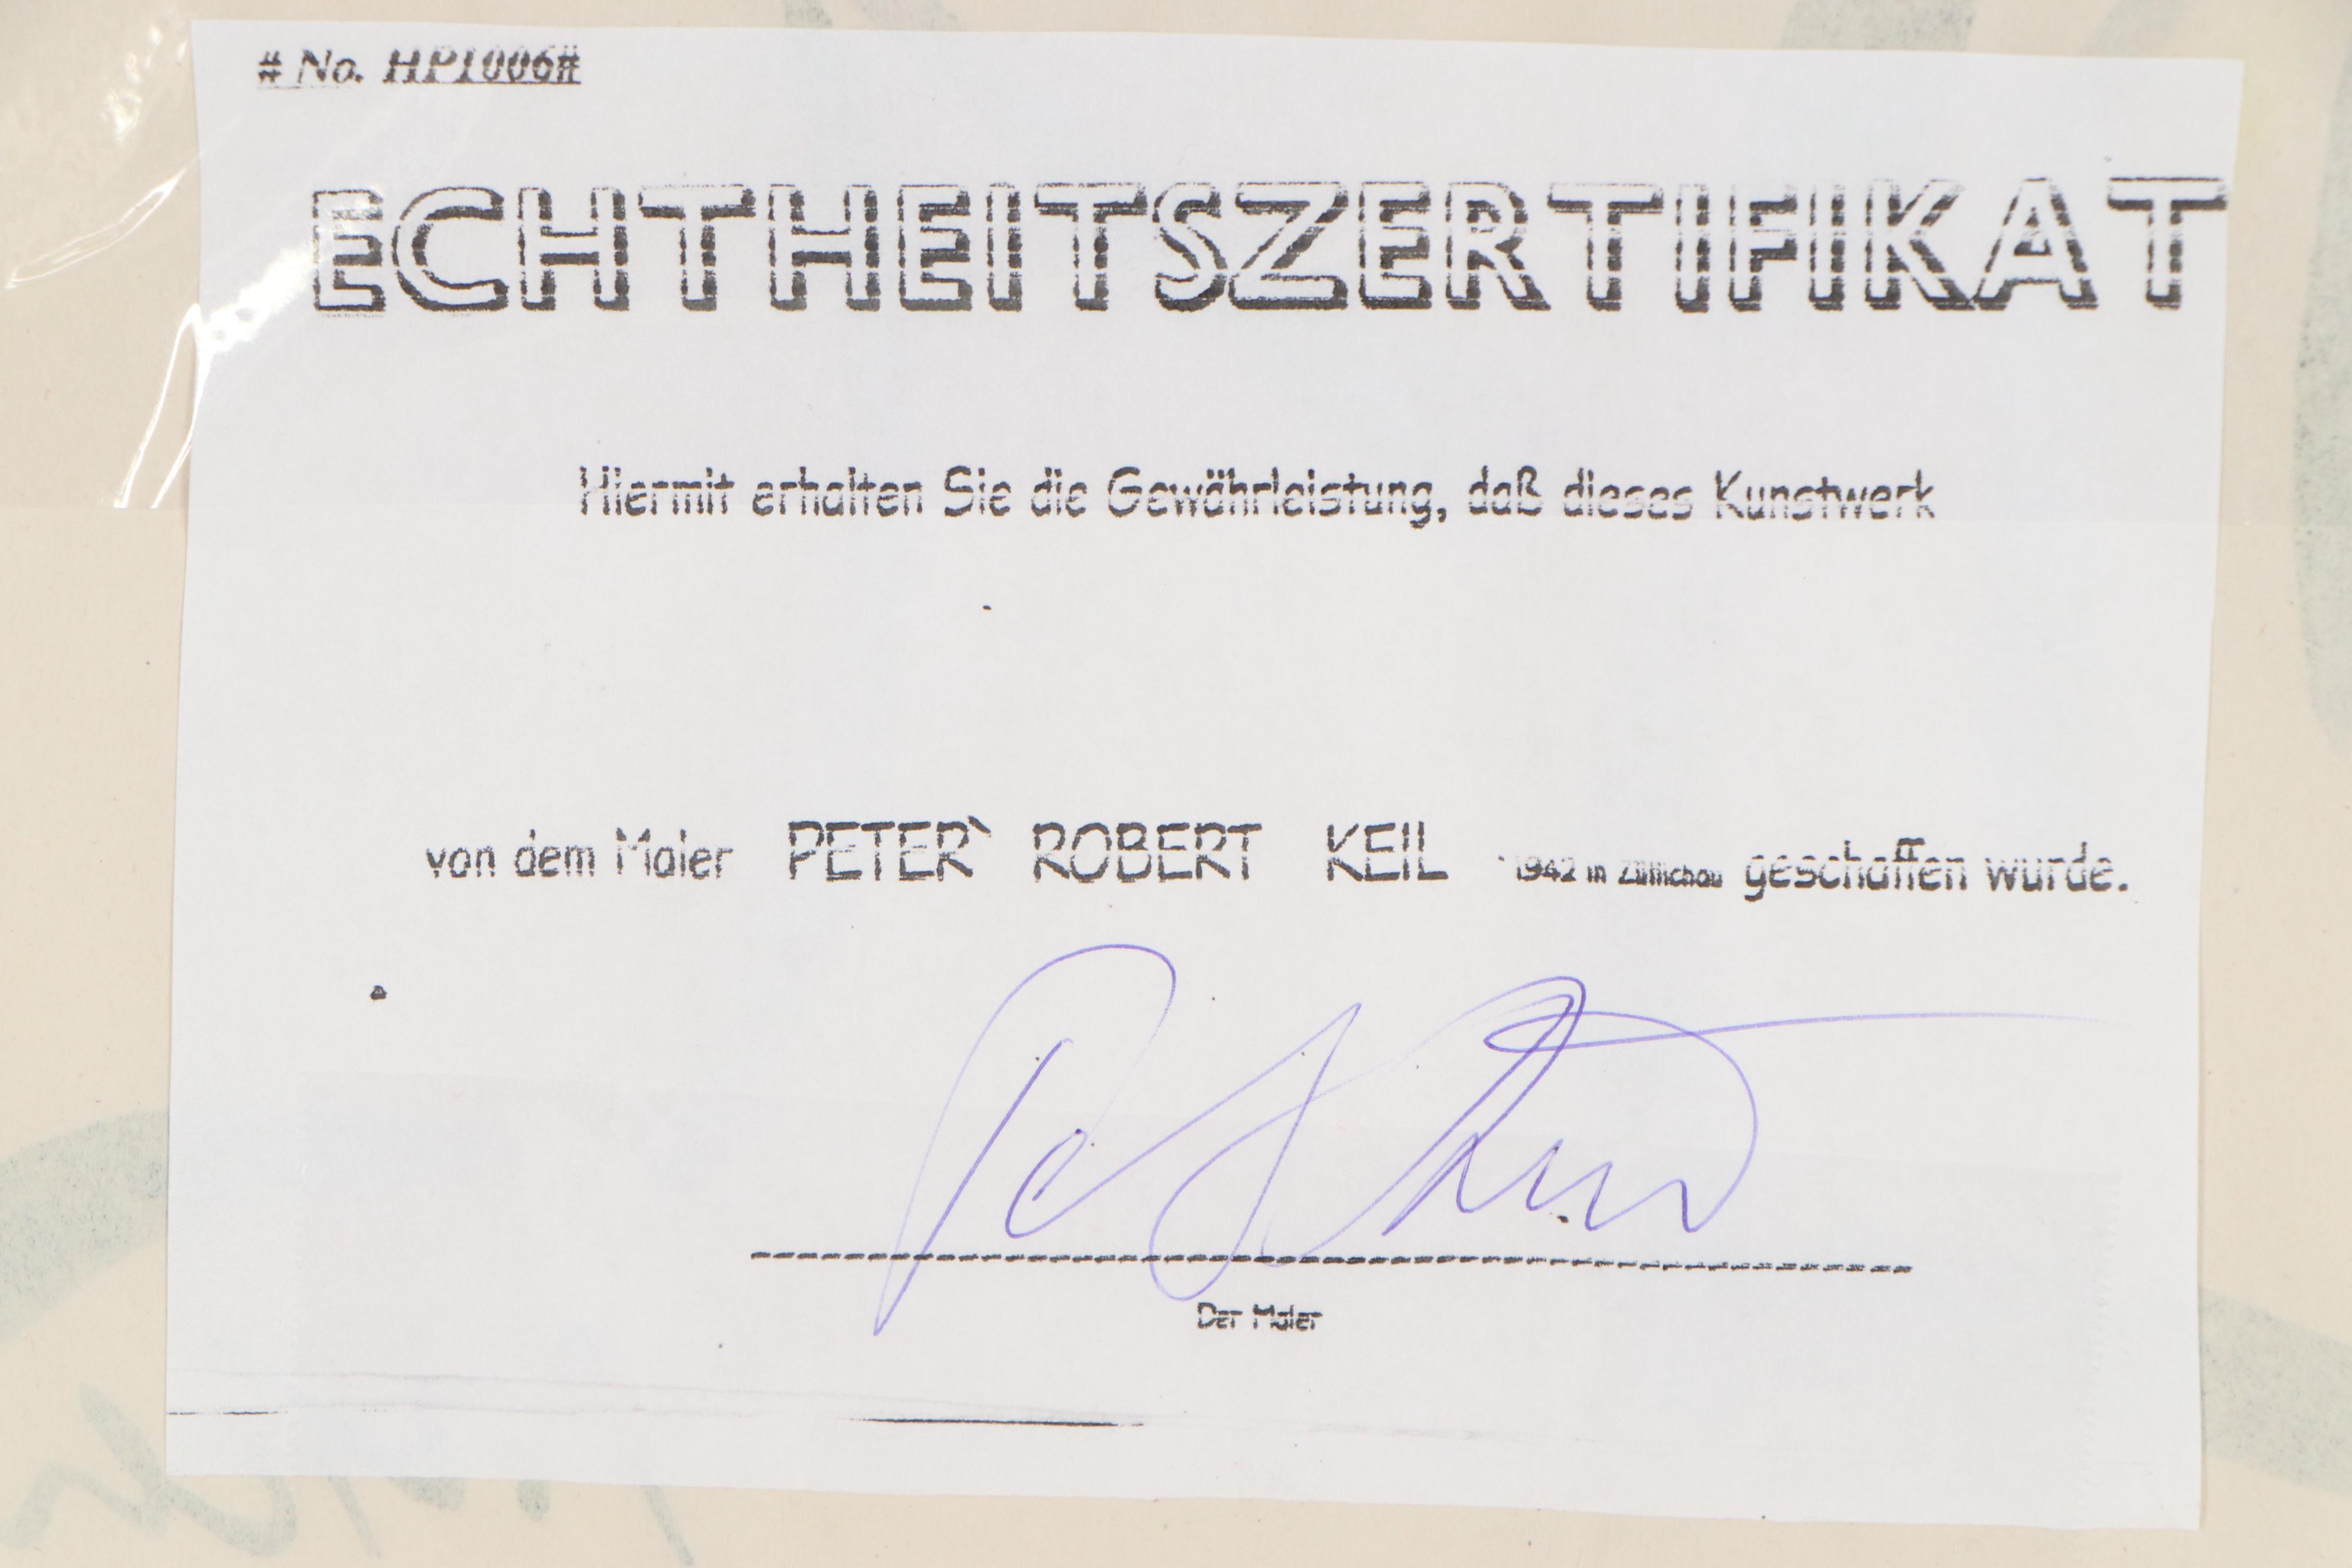 # No. HP1006#
ECHTHEITSZERTIFIKAT
Hiermit erhalten Sie die Gewährleistung, daß dieses Kunstwerk
von dem Maler PETER` ROBERT KEIL *1942 in Züllichau geschaffen wurde.
Der Maler